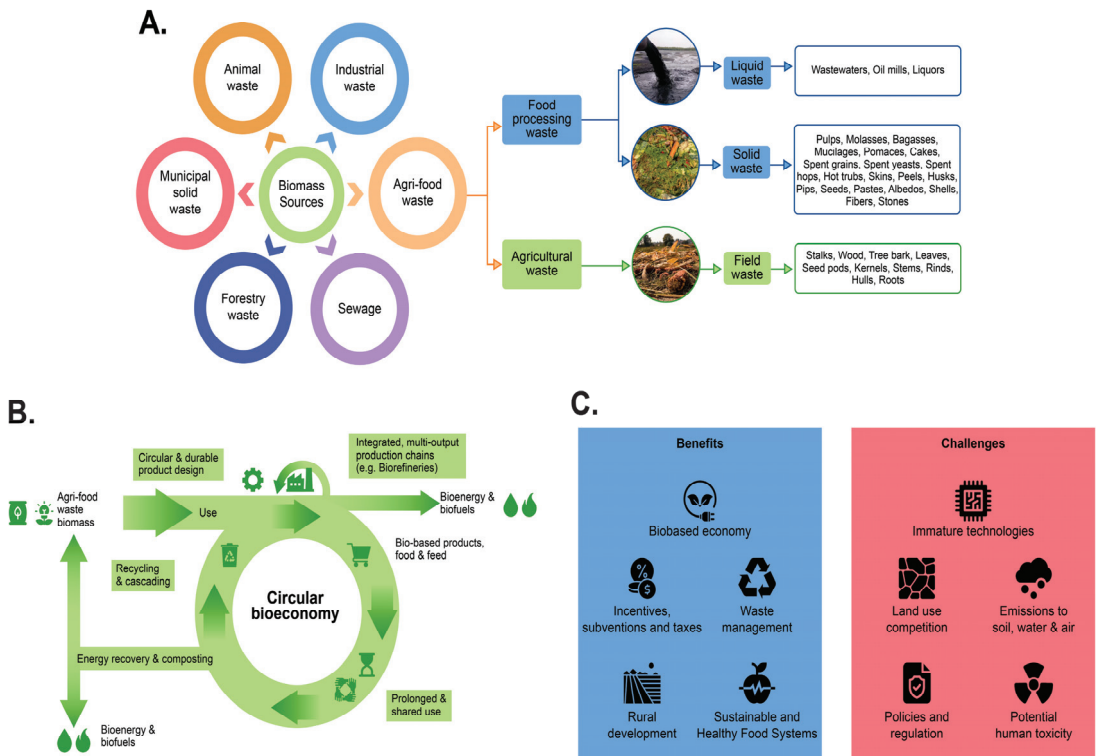 A.
Animal
waste
Industrial
waste
Municipal
solid
waste
Biomass
Sources
Agri-food
waste
Forestry
waste
Sewage
Food
processing
waste
Agricultural
waste
Liquid
waste
Wastewaters, Oil mills, Liquors
Solid
waste
Pulps, Molasses, Bagasses,
Mucilages, Pomaces, Cakes,
Spent grains, Spent yeasts, Spent
hops, Hot trubs, Skins, Peels, Husks,
Pips, Seeds, Pastes, Albedos, Shells,
Fibers, Stones
Field
waste
Stalks, Wood, Tree bark, Leaves,
Seed pods, Kernels, Stems, Rinds,
Hulls, Roots
B.
Circular & durable
product design
Integrated, multi-output
production chains
(e.g. Biorefineries)
Agri-food
waste
biomass
Use
Bioenergy &
biofuels
Bio-based products,
food & feed
Recycling
& cascading
Circular
bioeconomy
Energy recovery & composting
Prolonged &
shared use
Bioenergy &
biofuels
C.
Benefits
Biobased economy
Incentives,
subventions and taxes
Waste
management
Rural
development
Sustainable and
Healthy Food Systems
Challenges
Immature technologies
Land use
competition
Emissions to
soil, water & air
Policies and
regulation
Potential
human toxicity